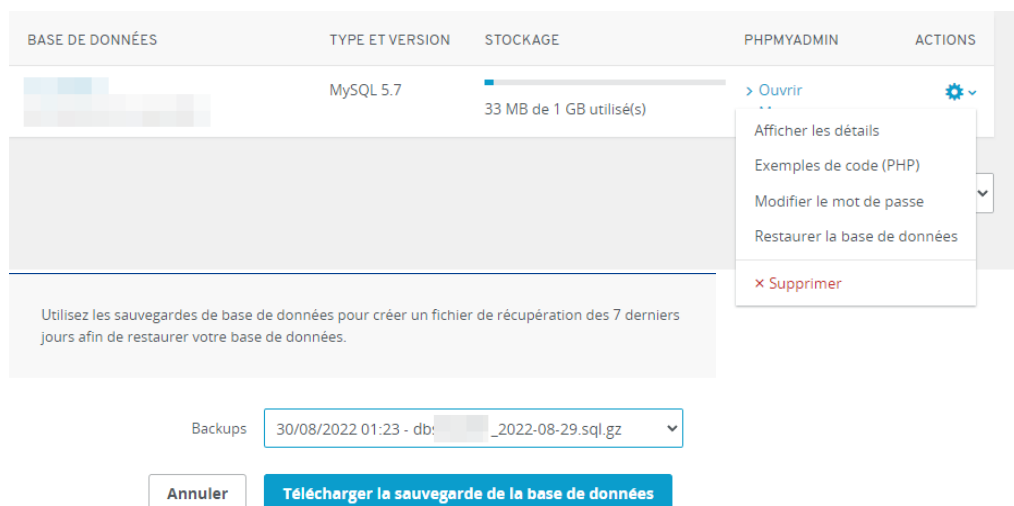 BASE DE DONNÉES TYPE ET VERSION STOCKAGE PHPMYADMIN ACTIONS
MySQL 5.7
33 MB de 1 GB utilisé(s)
> Ouvrir
Afficher les détails
Exemples de code (PHP)
Modifier le mot de passe
Restaurer la base de données
× Supprimer
Utilisez les sauvegardes de base de données pour créer un fichier de récupération des 7 derniers
jours afin de restaurer votre base de données.
Backups 30/08/2022 01:23 - dbs _2022-08-29.sql.gz
Annuler Télécharger la sauvegarde de la base de données